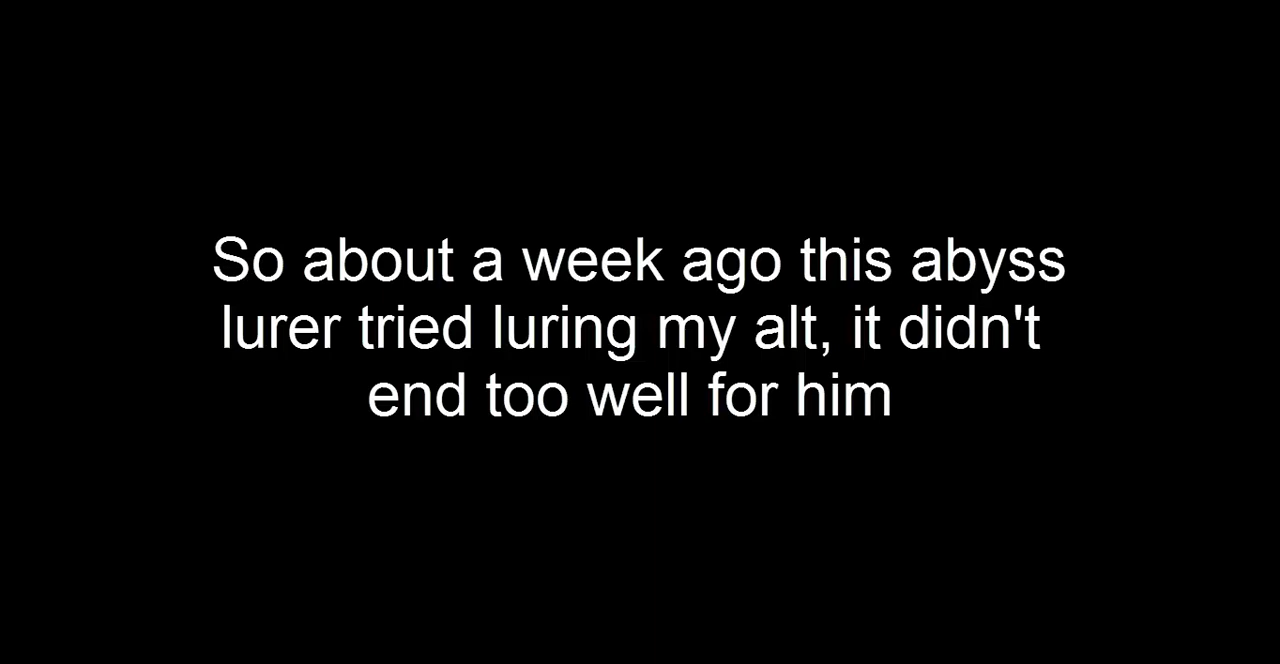 So about a week ago this abyss
lurer tried luring my alt, it didn't
end too well for him